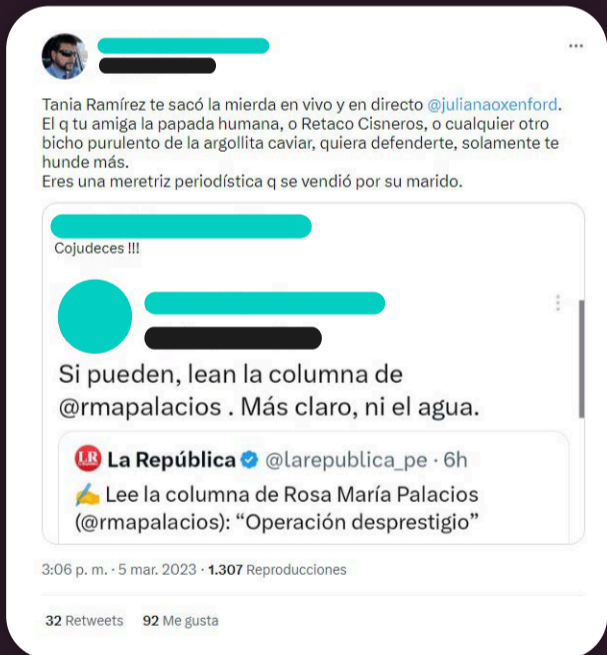 Tania Ramírez te sacó la mierda en vivo y en directo @julianaoxenford.
El q tu amiga la papada humana, o Retaco Cisneros, o cualquier otro
bicho purulento de la argollita caviar, quiera defenderte, solamente te
hunde más.
Eres una meretriz periodística q se vendió por su marido.
Cojudeces !!!
Si pueden, lean la columna de
@rmapalacios . Más claro, ni el agua.
LR La República @larepublica_pe · 6h
✍️ Lee la columna de Rosa María Palacios
(@rmapalacios): “Operación desprestigio”
3:06 p. m. · 5 mar. 2023 · 1.307 Reproducciones
32 Retweets 92 Me gusta